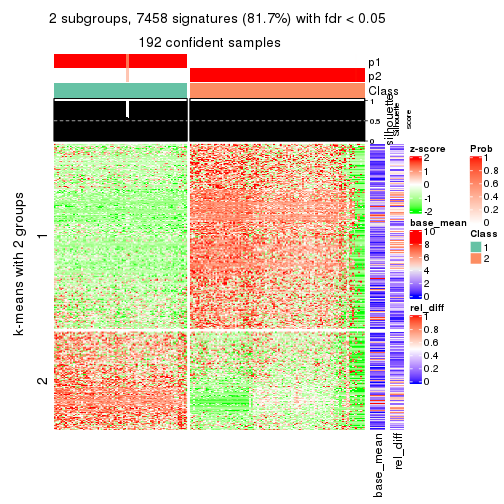 2 subgroups, 7458 signatures (81.7%) with fdr < 0.05
192 confident samples
p1
p2
Class
silhouette
Silhouette
score
1
0.5
0
k-means with 2 groups
1
2
base_mean
rel_diff
z-score
2
1
0
-1
-2
base_mean
10
8
6
4
2
0
rel_diff
1
0.8
0.6
0.4
0.2
0
Prob
1
0.8
0.6
0.4
0.2
0
Class
1
2